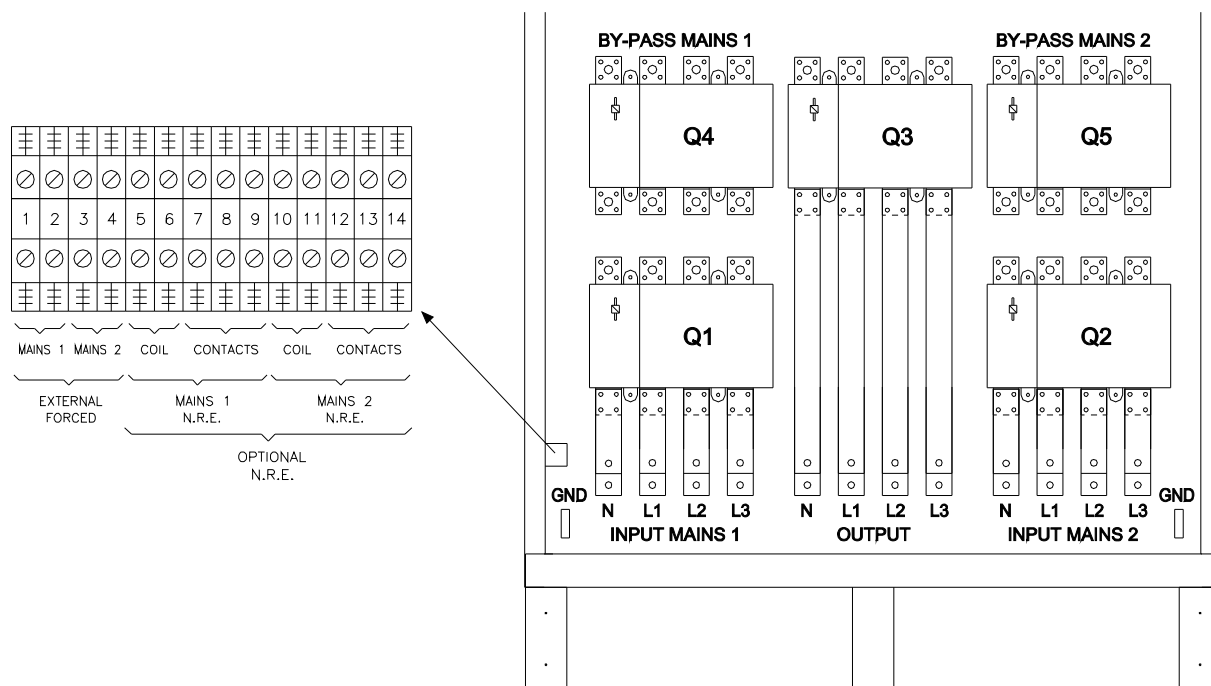 BY-PASS MAINS 1
BY-PASS MAINS 2
Q4
Q3
Q5
1 2 3 4 5 6 7 8 9 10 11 12 13 14
Q1
Q2
MAINS 1 MAINS 2 COIL CONTACTS COIL CONTACTS
EXTERNAL
FORCED
MAINS 1
N.R.E.
MAINS 2
N.R.E.
OPTIONAL
N.R.E.
GND
N L1 L2 L3
INPUT MAINS 1
N L1 L2 L3
OUTPUT
N L1 L2 L3
INPUT MAINS 2
GND